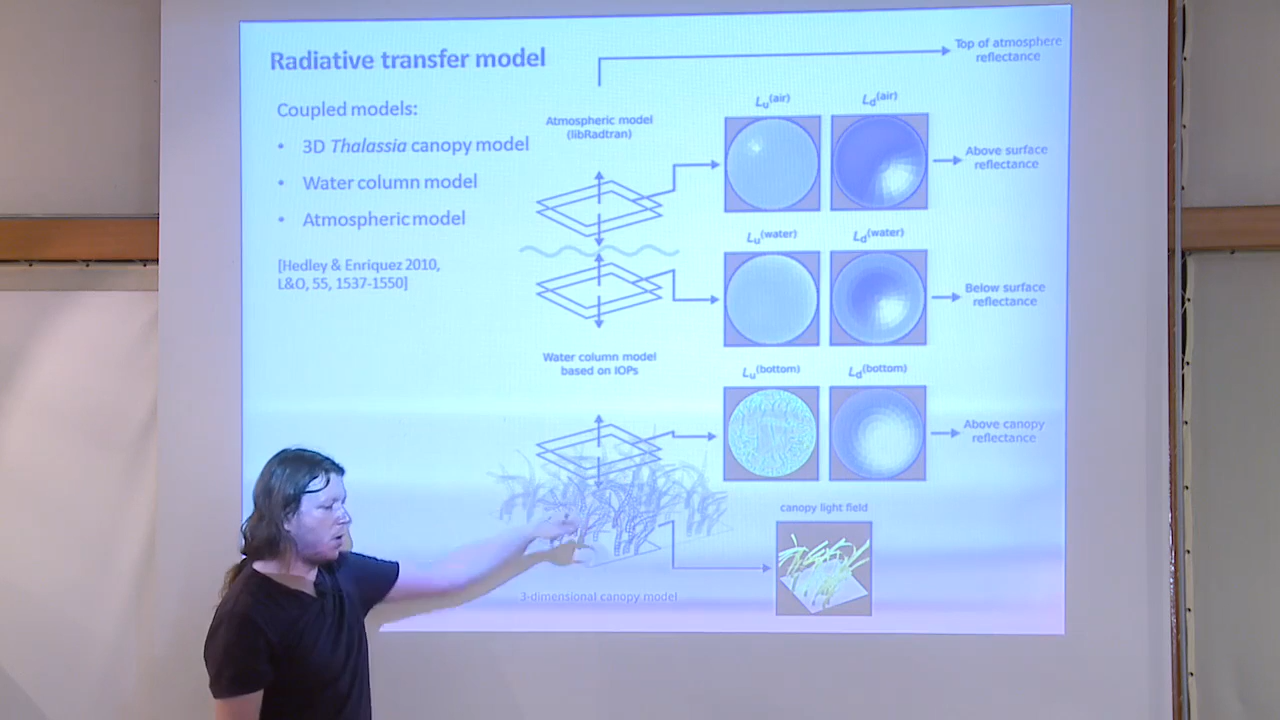 Radiative transfer model
Coupled models:
• 3D Thalassia canopy model
• Water column model
• Atmospheric model
[Hedley & Enriquez 2010,
L&O, 55, 1537-1550]
Top of atmosphere
reflectance
Atmospheric model
(libRadtran)
Lu(air)
Ld(air)
Above surface
reflectance
Lu(water)
Ld(water)
Below surface
reflectance
Water column model
based on IOPs
Lu(bottom)
Ld(bottom)
Above canopy
reflectance
canopy light field
3-dimensional canopy model